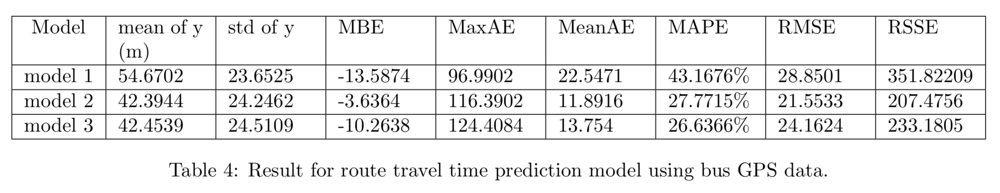 Model mean of y std of y MBE MaxAE MeanAE MAPE RMSE RSSE
(m)
model 1 54.6702 23.6525 -13.5874 96.9902 22.5471 43.1676% 28.8501 351.82209
model 2 42.3944 24.2462 -3.6364 116.3902 11.8916 27.7715% 21.5533 207.4756
model 3 42.4539 24.5109 -10.2638 124.4084 13.754 26.6366% 24.1624 233.1805
Table 4: Result for route travel time prediction model using bus GPS data.